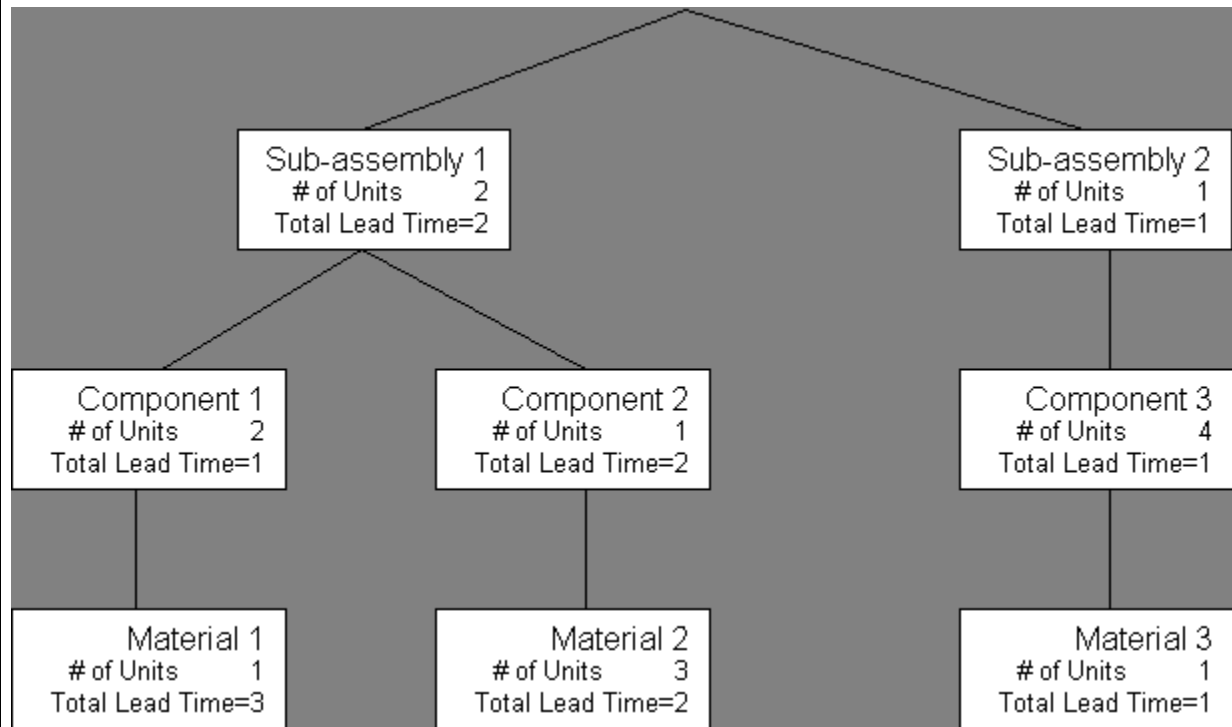 Sub-assembly 1
# of Units 2
Total Lead Time=2
Sub-assembly 2
# of Units 1
Total Lead Time=1
Component 1
# of Units 2
Total Lead Time=1
Component 2
# of Units 1
Total Lead Time=2
Component 3
# of Units 4
Total Lead Time=1
Material 1
# of Units 1
Total Lead Time=3
Material 2
# of Units 3
Total Lead Time=2
Material 3
# of Units 1
Total Lead Time=1